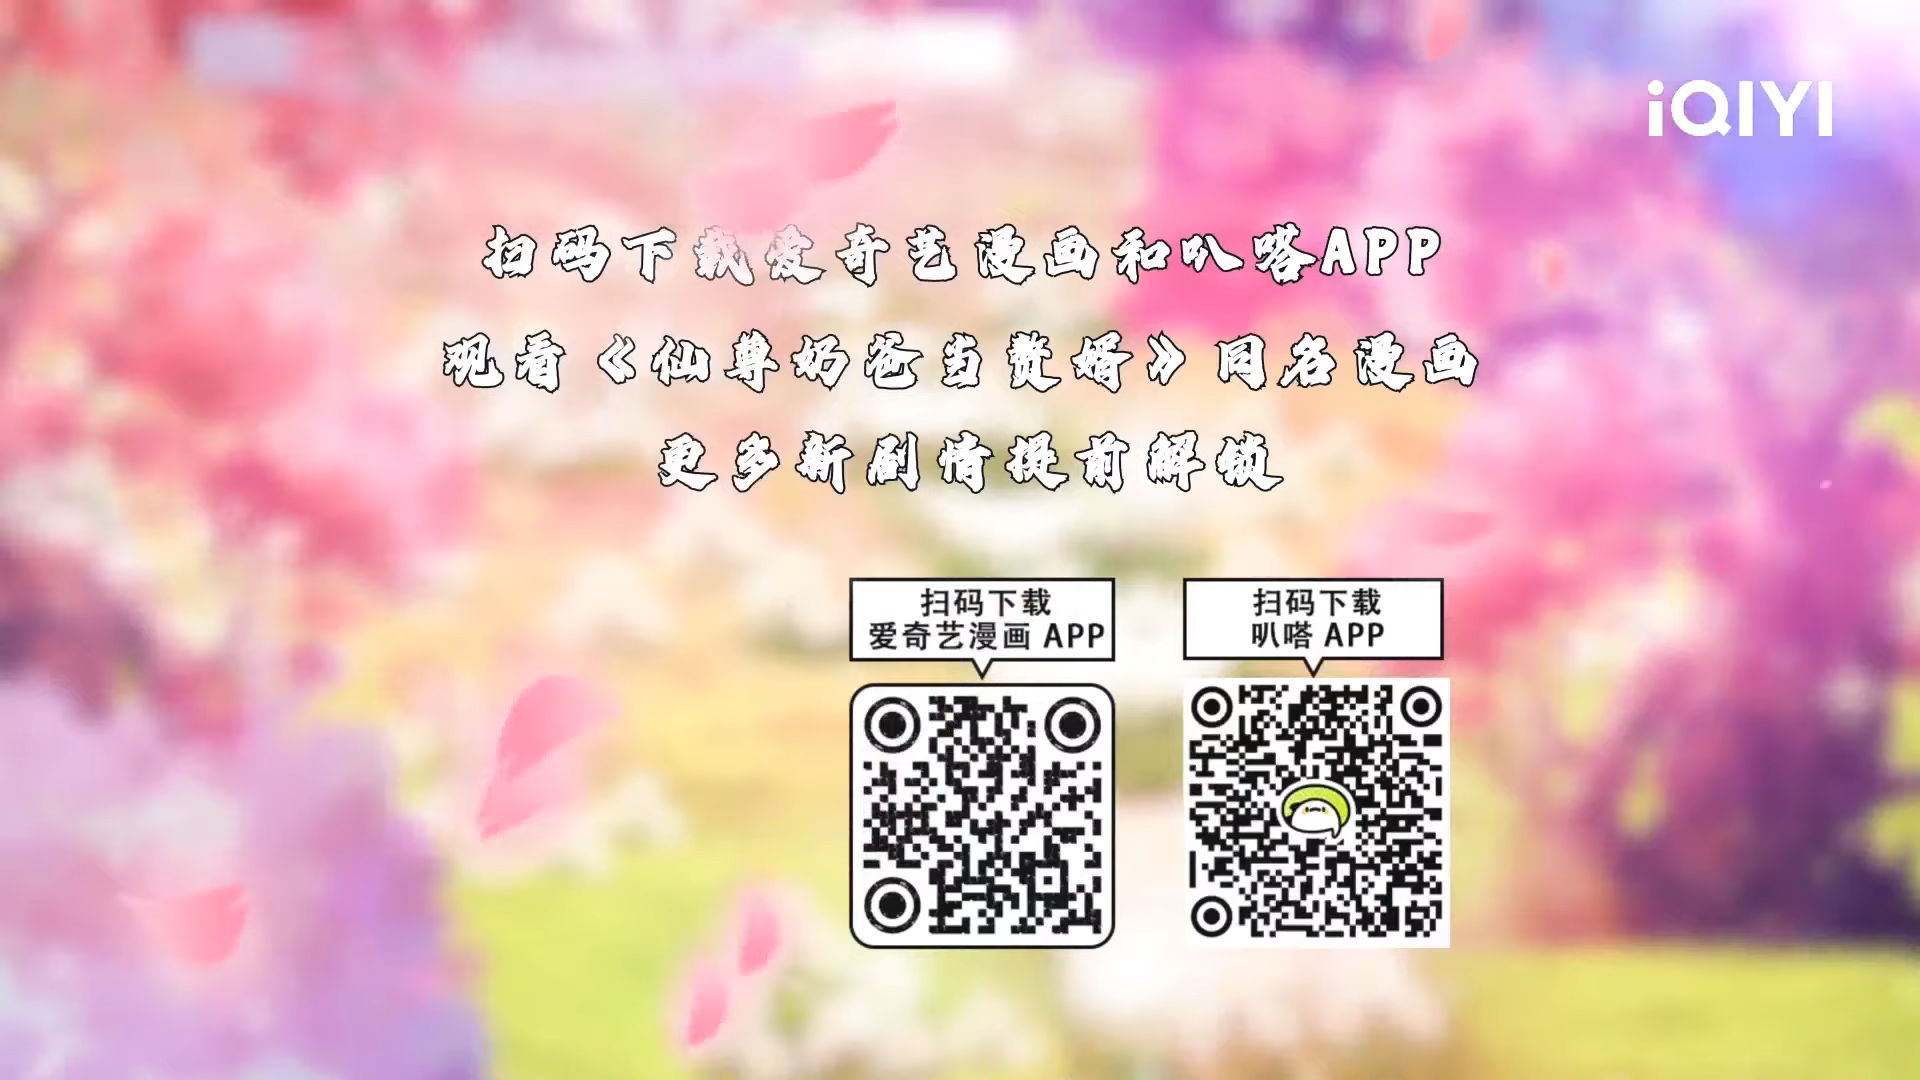 iQIYI
扫码下载爱奇艺漫画和叭嗒APP
观看《仙尊奶爸当赘婿》同名漫画
更多新剧情提前解锁
扫码下载
爱奇艺漫画 APP
扫码下载
叭嗒 APP